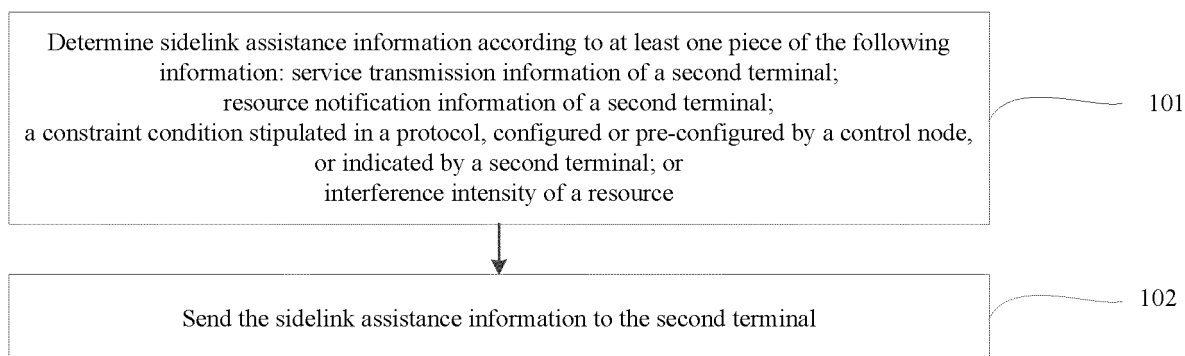 Determine sidelink assistance information according to at least one piece of the following
information: service transmission information of a second terminal;
resource notification information of a second terminal;
a constraint condition stipulated in a protocol, configured or pre-configured by a control node,
or indicated by a second terminal; or
interference intensity of a resource
101
Send the sidelink assistance information to the second terminal
102